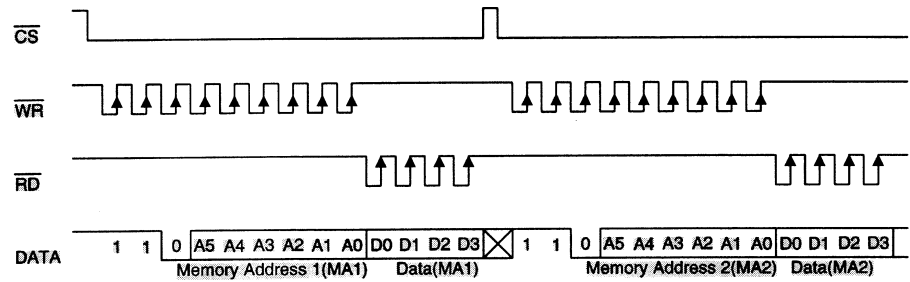 CS
WR
RD
DATA 1 1 0 A5 A4 A3 A2 A1 A0 D0 D1 D2 D3 1 1 0 A5 A4 A3 A2 A1 A0 D0 D1 D2 D3
Memory Address 1(MA1) Data(MA1) Memory Address 2(MA2) Data(MA2)